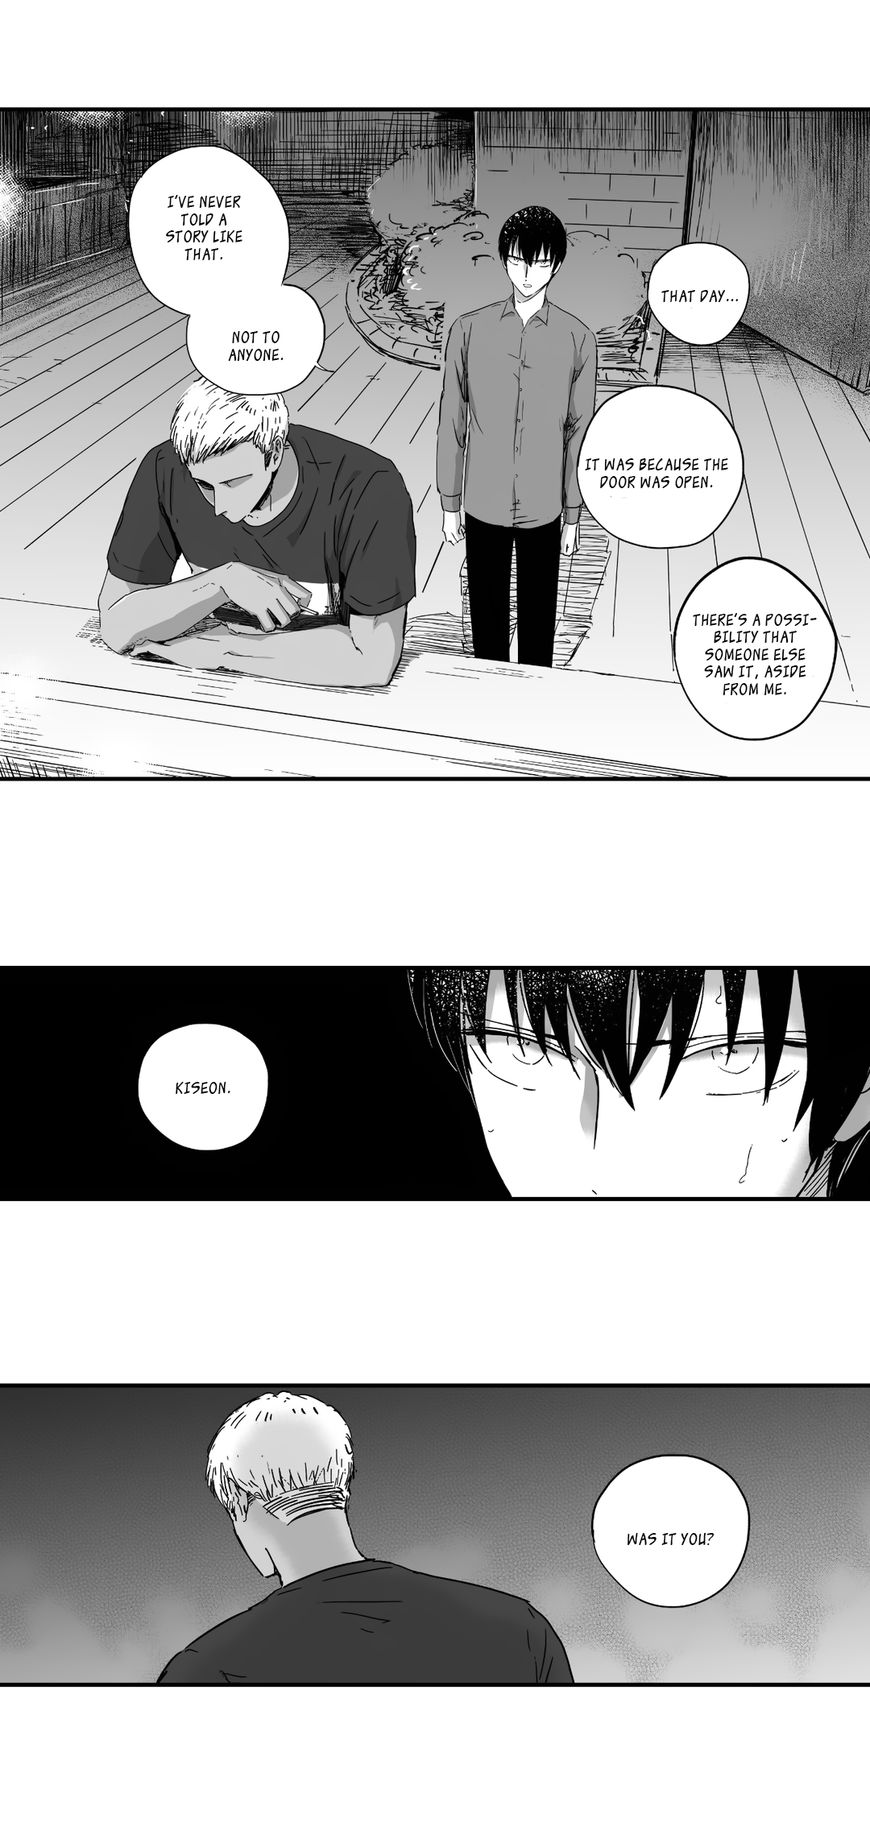 I'VE NEVER
TOLD A
STORY LIKE
THAT.
NOT TO
ANYONE.
THAT DAY...
IT WAS BECAUSE THE
DOOR WAS OPEN.
THERE'S A POSSI-
BILITY THAT
SOMEONE ELSE
SAW IT, ASIDE
FROM ME.
KISEON.
WAS IT YOU?